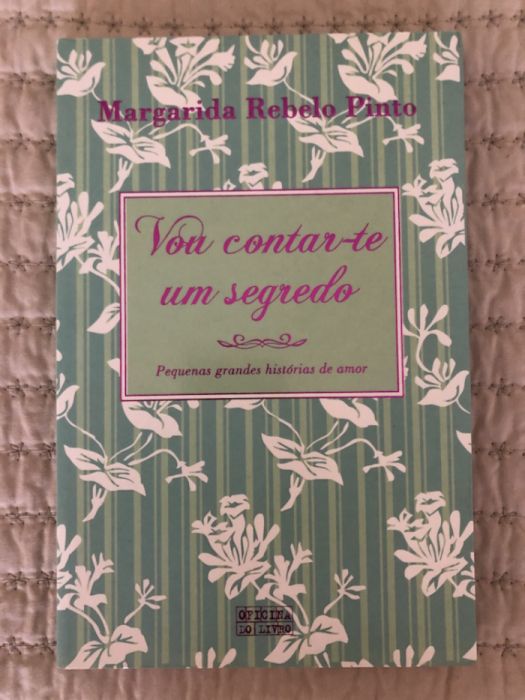 Margarida Rebelo Pinto
Vou contar-te
um segredo
Pequenas grandes histórias de amor
OFICINA
DO LIVRO